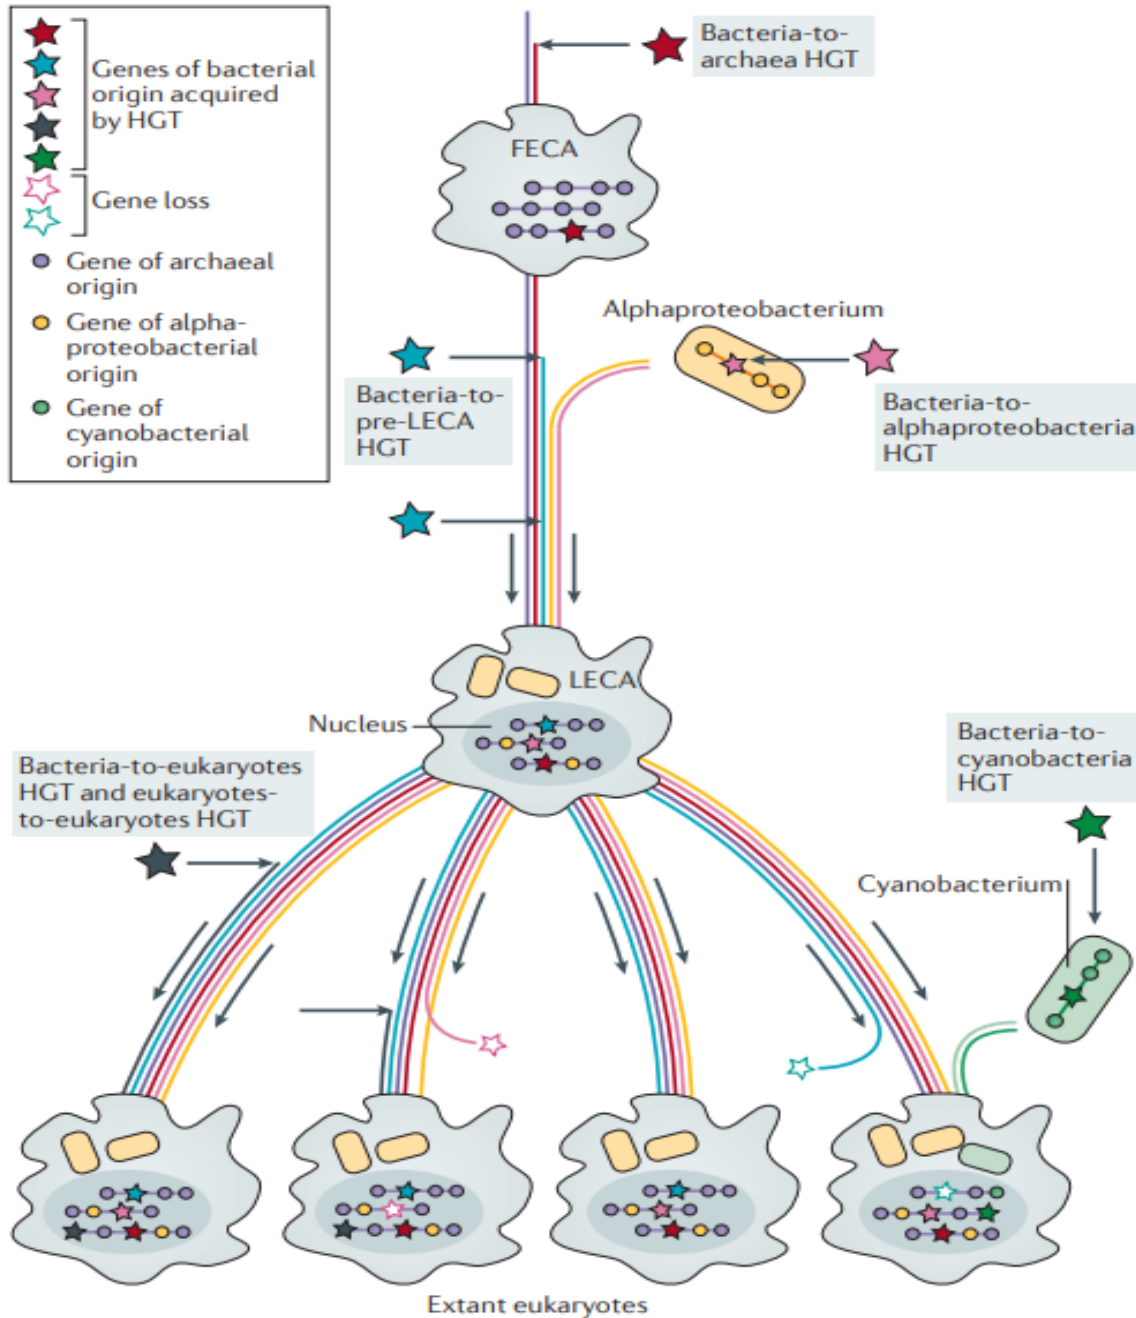 Genes of bacterial
origin acquired
by HGT
Gene loss
Gene of archaeal
origin
Gene of alpha-
proteobacterial
origin
Gene of
cyanobacterial
origin
Bacteria-to-
archaea HGT
FECA
Alphaproteobacterium
Bacteria-to-
pre-LECA
HGT
Bacteria-to-
alphaproteobacteria
HGT
LECA
Nucleus
Bacteria-to-eukaryotes
HGT and eukaryotes-
to-eukaryotes HGT
Bacteria-to-
cyanobacteria
HGT
Cyanobacterium
Extant eukaryotes